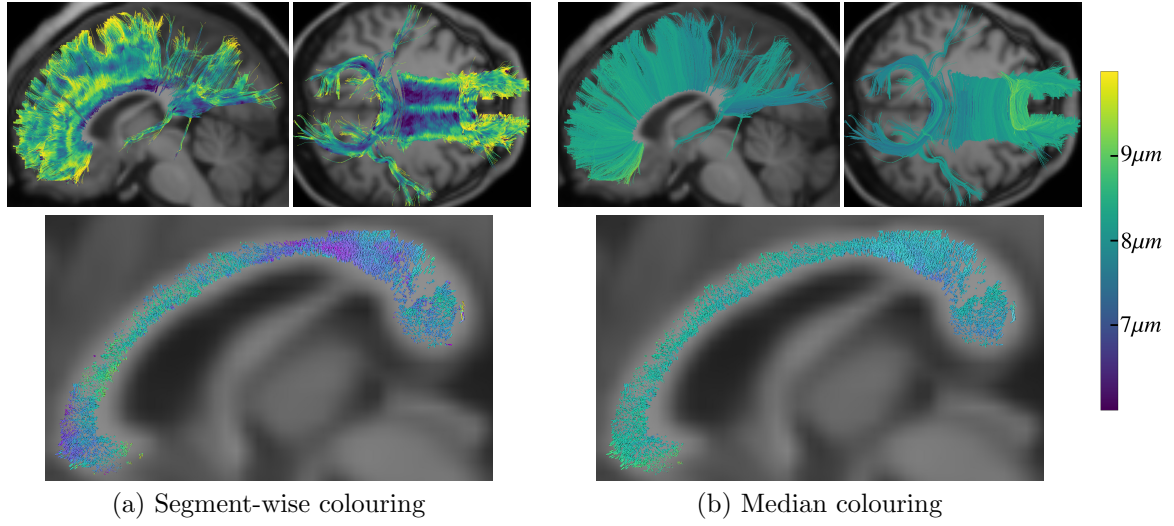 9μm
8μm
7μm
(a) Segment-wise colouring
(b) Median colouring